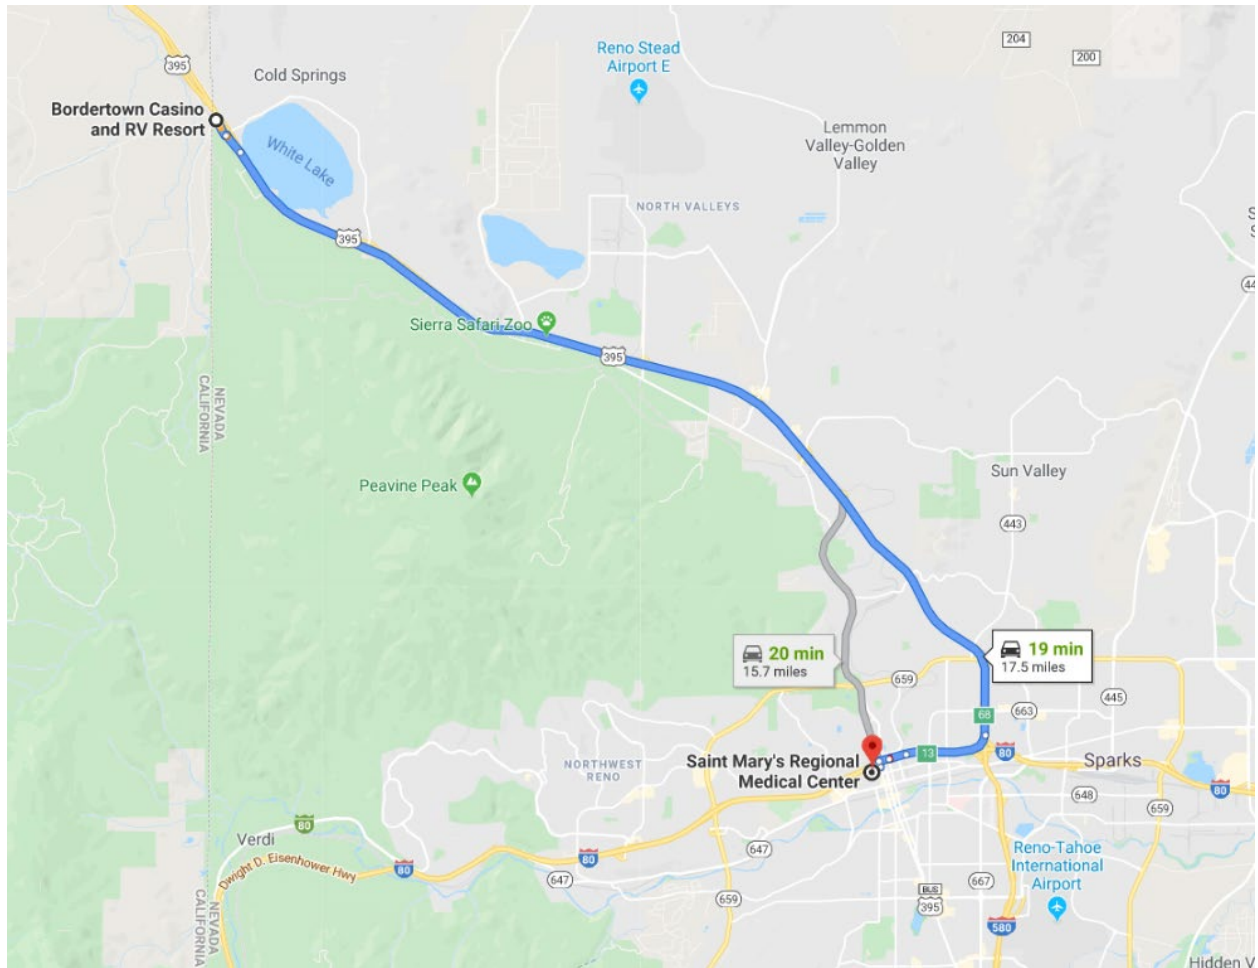 395
Cold Springs
Reno Stead
Airport E
204
200
Bordertown Casino
and RV Resort
White Lake
Lemmon
Valley-Golden
Valley
NORTH VALLEYS
395
Sierra Safari Zoo
395
NEVADA
CALIFORNIA
Peavine Peak
Sun Valley
443
20 min
15.7 miles
19 min
17.5 miles
659
445
68
663
13
80
Saint Mary's Regional
Medical Center
NORTHWEST
RENO
Sparks
80
648
659
80
Verdi
Dwight D. Eisenhower Hwy
80
80
647
647
659
Reno-Tahoe
International
Airport
667
BUS
395
580
NEVADA
CALIFORNIA
Hidden V